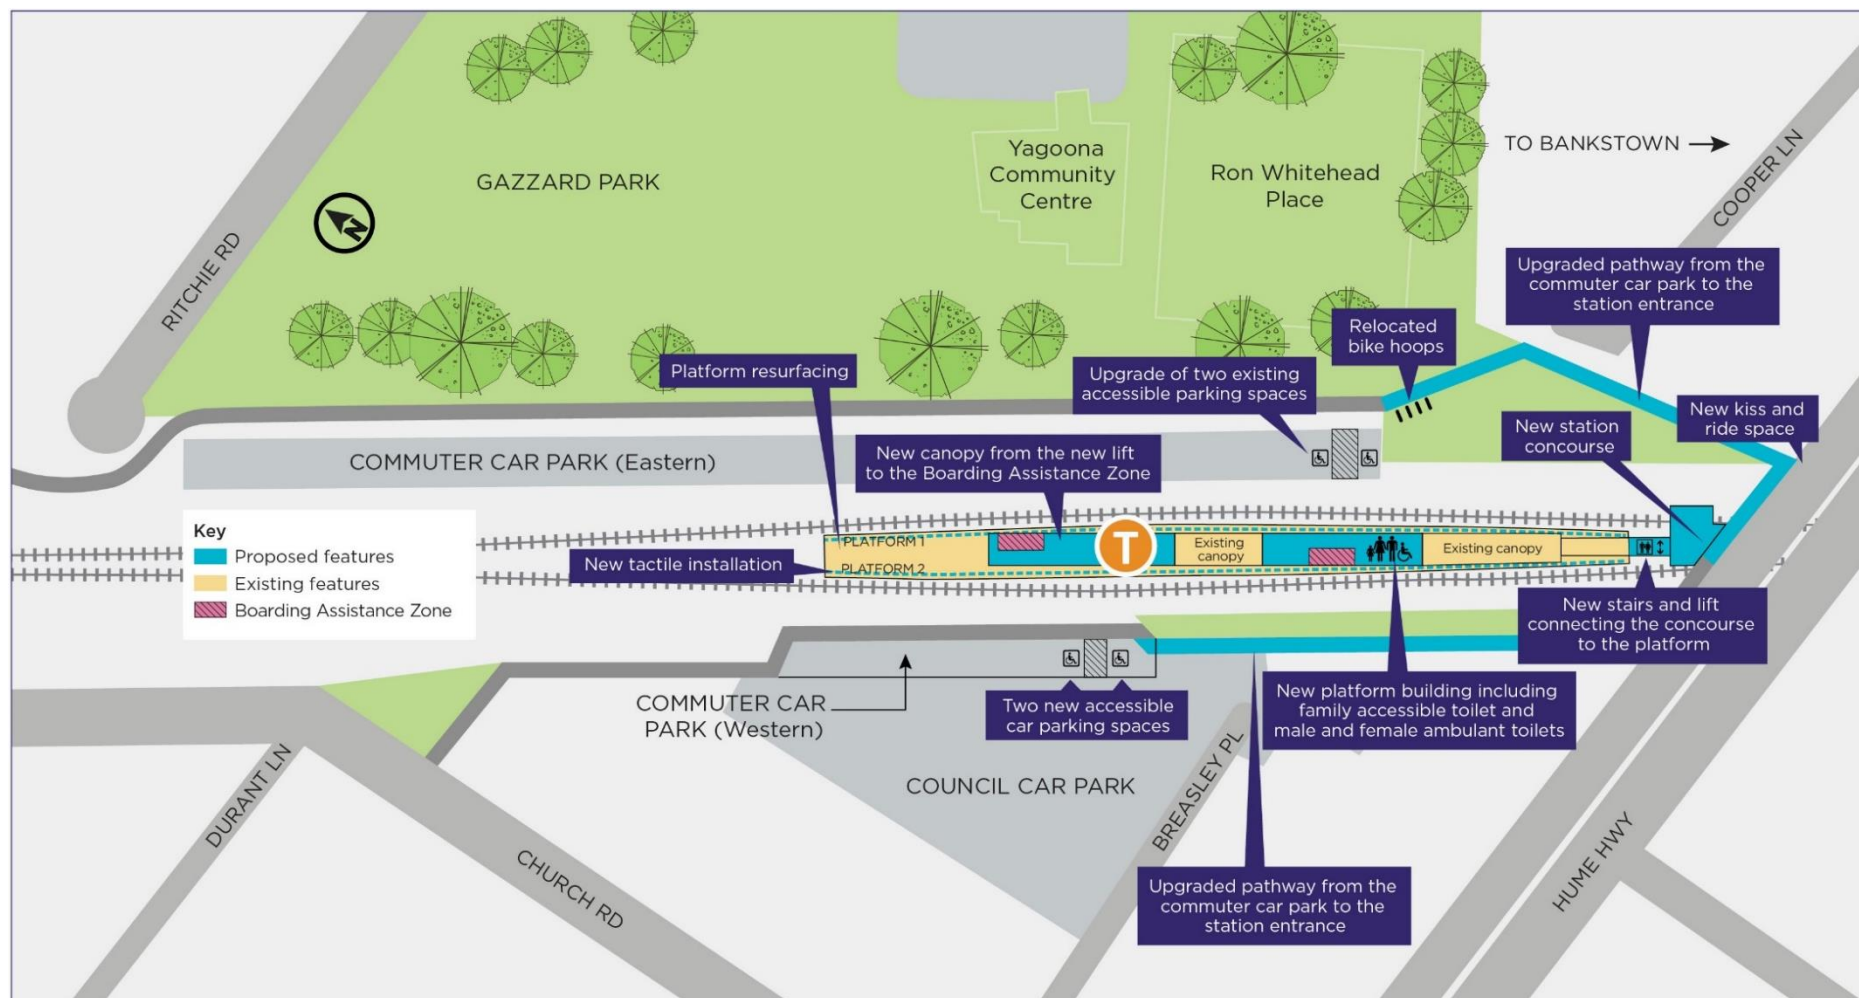 GAZZARD PARK
Yagoona
Community
Centre
Ron Whitehead
Place
TO BANKSTOWN
COOPER LN
RITCHIE RD
N
Upgraded pathway from the
commuter car park to the
station entrance
Relocated
bike hoops
Platform resurfacing
Upgrade of two existing
accessible parking spaces
New kiss and
ride space
New station
concourse
COMMUTER CAR PARK (Eastern)
New canopy from the new lift
to the Boarding Assistance Zone
Key
Proposed features
Existing features
Boarding Assistance Zone
PLATFORM 1
PLATFORM 2
T
Existing
canopy
Existing canopy
New tactile installation
New stairs and lift
connecting the concourse
to the platform
COMMUTER CAR
PARK (Western)
Two new accessible
car parking spaces
New platform building including
family accessible toilet and
male and female ambulant toilets
COUNCIL CAR PARK
BREASLEY PL
DURANT LN
CHURCH RD
HUME HWY
Upgraded pathway from the
commuter car park to the
station entrance